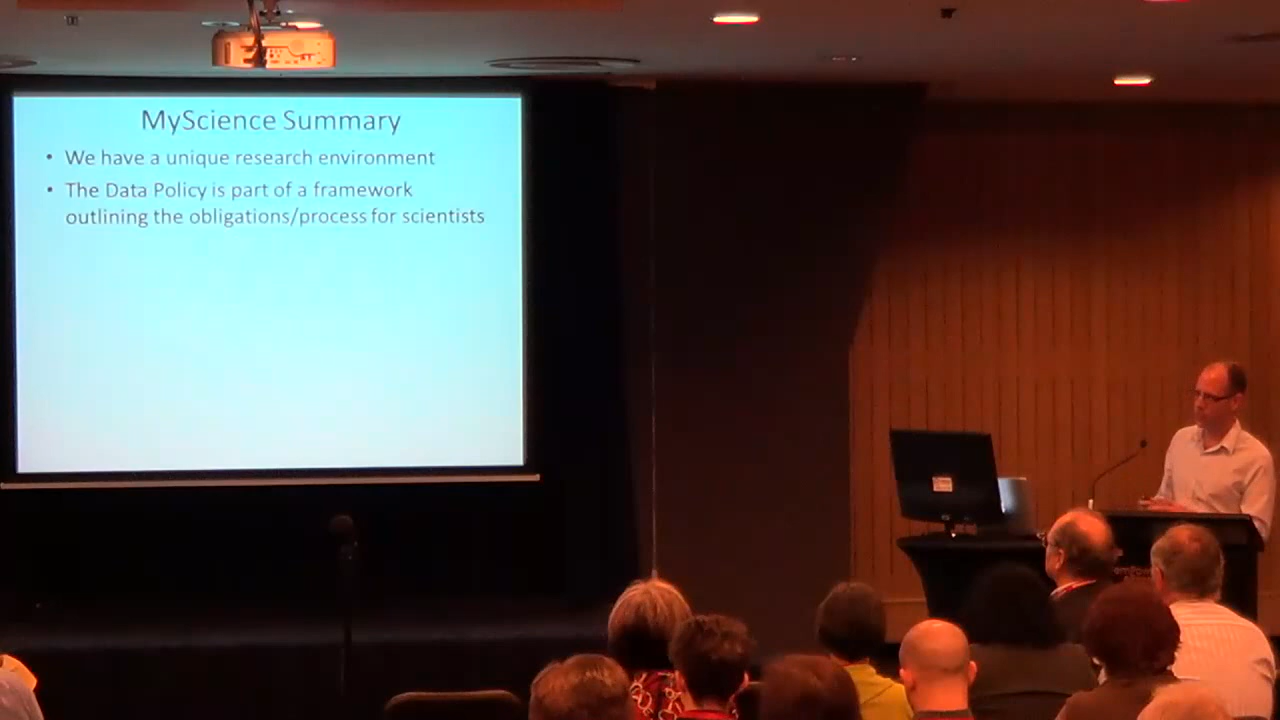 MyScience Summary
• We have a unique research environment
• The Data Policy is part of a framework
outlining the obligations/process for scientists